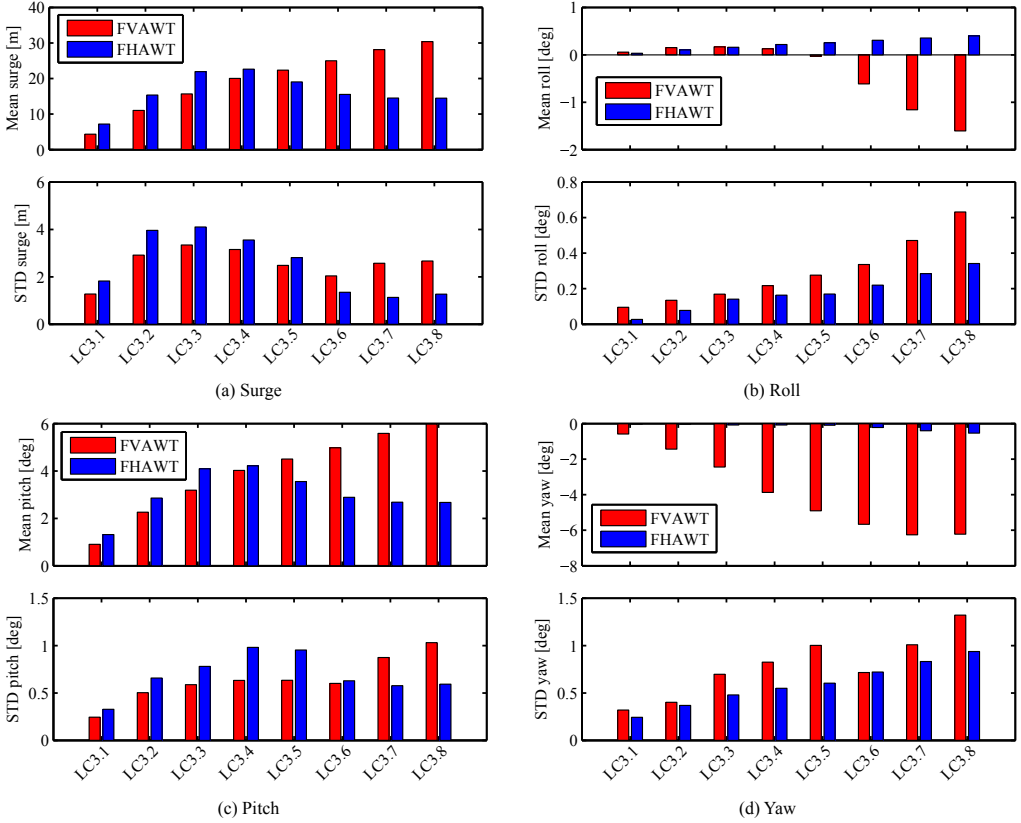 Mean surge [m]
40
30
20
10
0
FVAWT
FHAWT
STD surge [m]
6
4
2
0
LC3.1 LC3.2 LC3.3 LC3.4 LC3.5 LC3.6 LC3.7 LC3.8
(a) Surge
Mean roll [deg]
1
0
−1
−2
FVAWT
FHAWT
STD roll [deg]
0.8
0.6
0.4
0.2
0
LC3.1 LC3.2 LC3.3 LC3.4 LC3.5 LC3.6 LC3.7 LC3.8
(b) Roll
Mean pitch [deg]
6
4
2
0
FVAWT
FHAWT
STD pitch [deg]
1.5
1
0.5
0
LC3.1 LC3.2 LC3.3 LC3.4 LC3.5 LC3.6 LC3.7 LC3.8
(c) Pitch
Mean yaw [deg]
0
−2
−4
−6
−8
FVAWT
FHAWT
STD yaw [deg]
1.5
1
0.5
0
LC3.1 LC3.2 LC3.3 LC3.4 LC3.5 LC3.6 LC3.7 LC3.8
(d) Yaw